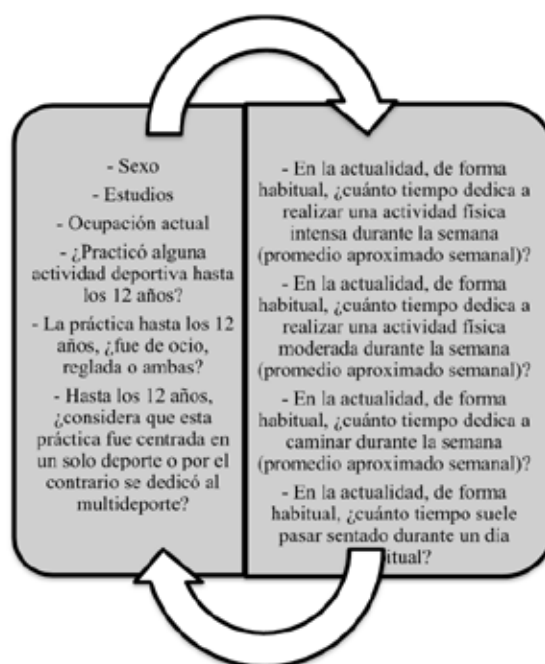 - Sexo
- Estudios
- Ocupación actual
- ¿Practicó alguna
actividad deportiva hasta
los 12 años?
- La práctica hasta los 12
años, ¿fue de ocio,
reglada o ambas?
- Hasta los 12 años,
¿considera que esta
práctica fue centrada en
un solo deporte o por el
contrario se dedicó al
multideporte?
- En la actualidad, de forma
habitual, ¿cuánto tiempo dedica a
realizar una actividad física
intensa durante la semana
(promedio aproximado semanal)?
- En la actualidad, de forma
habitual, ¿cuánto tiempo dedica a
realizar una actividad física
moderada durante la semana
(promedio aproximado semanal)?
- En la actualidad, de forma
habitual, ¿cuánto tiempo dedica a
caminar durante la semana
(promedio aproximado semanal)?
- En la actualidad, de forma
habitual, ¿cuánto tiempo suele
pasar sentado durante un día
itual?